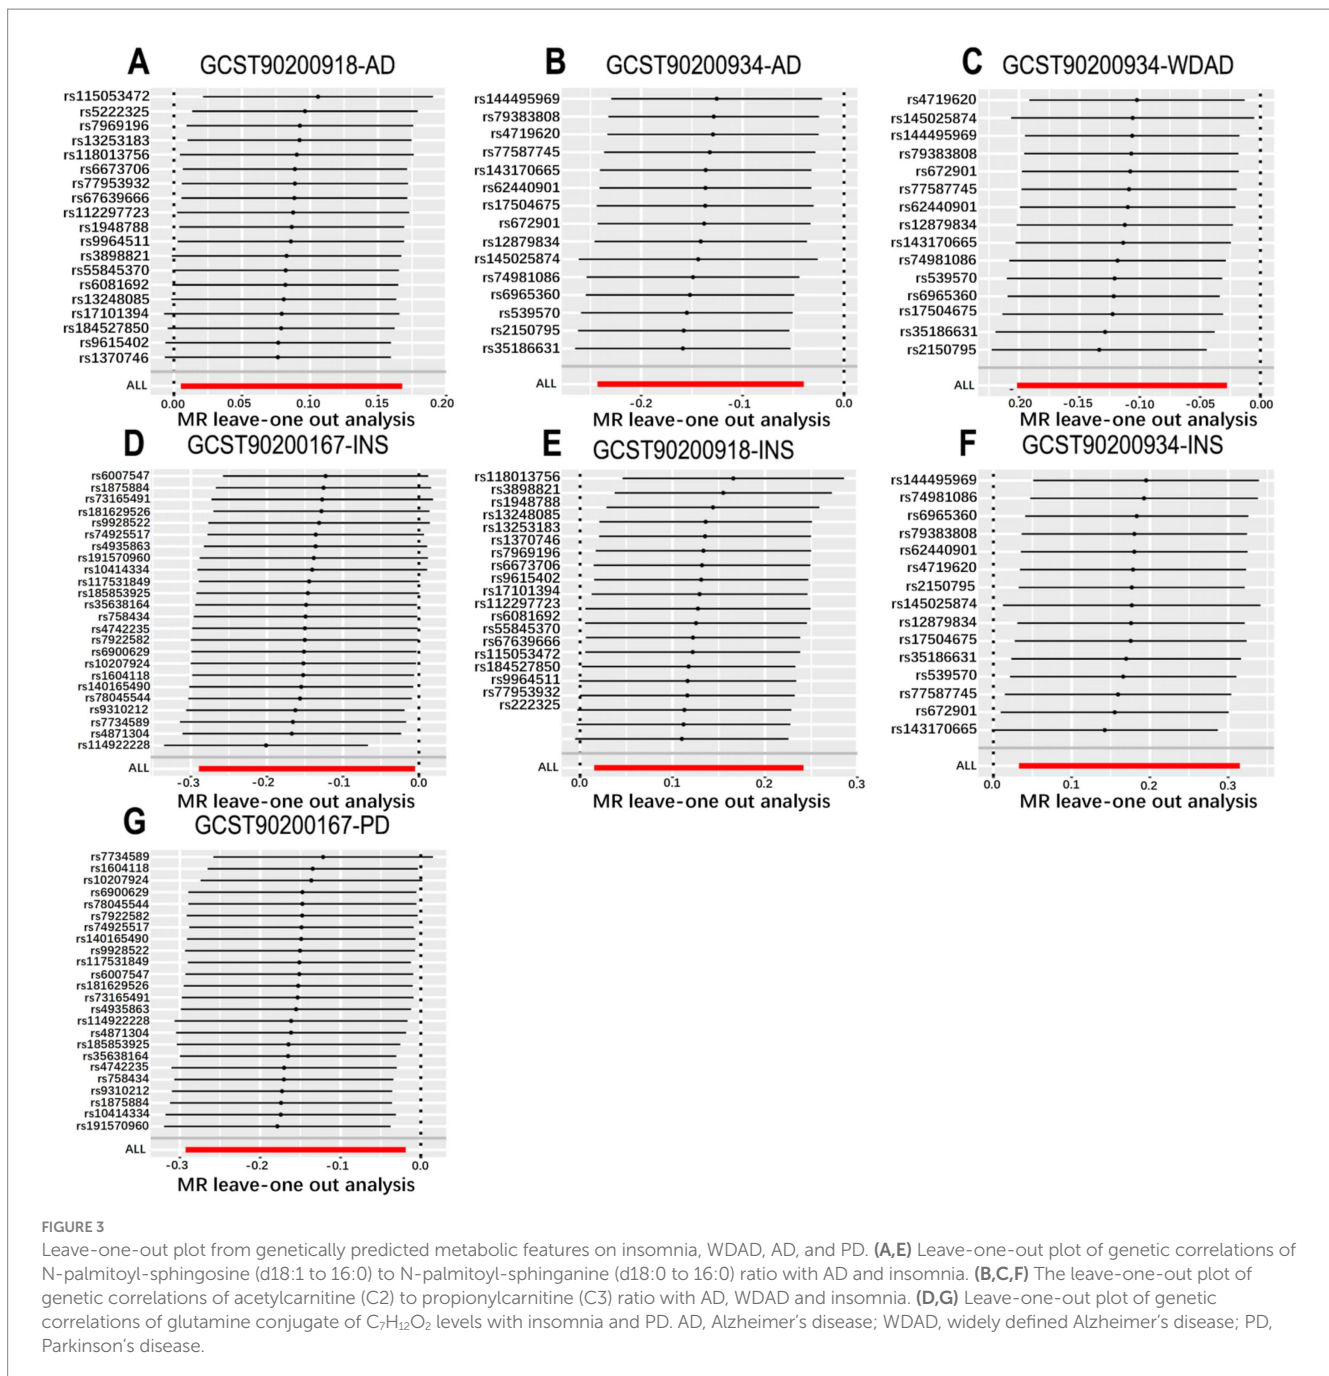 A
GCST90200918-AD
rs115053472
rs5222325
rs7969196
rs13253183
rs118013756
rs6673706
rs77953932
rs67639666
rs112297723
rs1948788
rs9964511
rs3898821
rs55845370
rs6081692
rs13248085
rs17101394
rs184527850
rs9615402
rs1370746
ALL
0.00 0.05 0.10 0.15 0.20
MR leave-one out analysis
B
GCST90200934-AD
rs144495969
rs79383808
rs4719620
rs77587745
rs143170665
rs62440901
rs17504675
rs672901
rs12879834
rs145025874
rs74981086
rs6965360
rs539570
rs2150795
rs35186631
ALL
-0.2 -0.1 0.0
MR leave-one out analysis
C
GCST90200934-WDAD
rs4719620
rs145025874
rs144495969
rs79383808
rs672901
rs77587745
rs62440901
rs12879834
rs143170665
rs74981086
rs539570
rs6965360
rs17504675
rs35186631
rs2150795
ALL
-0.20 -0.15 -0.10 -0.05 0.00
MR leave-one out analysis
D
GCST90200167-INS
rs6007547
rs1875884
rs73165491
rs181629526
rs9928522
rs74925517
rs4935863
rs191570960
rs10414334
rs117531849
rs185853925
rs35638164
rs758434
rs4742235
rs7922582
rs6900629
rs10207924
rs1604118
rs140165490
rs78045544
rs9310212
rs7734589
rs4871304
rs114922228
ALL
-0.3 -0.2 -0.1 0.0
MR leave-one out analysis
E
GCST90200918-INS
rs118013756
rs3898821
rs1948788
rs13248085
rs13253183
rs1370746
rs7969196
rs6673706
rs9615402
rs17101394
rs112297723
rs6081692
rs55845370
rs67639666
rs115053472
rs184527850
rs9964511
rs77953932
rs222325
ALL
0.0 0.1 0.2 0.3
MR leave-one out analysis
F
GCST90200934-INS
rs144495969
rs74981086
rs6965360
rs79383808
rs62440901
rs4719620
rs2150795
rs145025874
rs12879834
rs17504675
rs35186631
rs539570
rs77587745
rs672901
rs143170665
ALL
0.0 0.1 0.2 0.3
MR leave-one out analysis
G
GCST90200167-PD
rs7734589
rs1604118
rs10207924
rs6900629
rs78045544
rs7922582
rs74925517
rs140165490
rs9928522
rs117531849
rs6007547
rs181629526
rs73165491
rs4935863
rs114922228
rs4871304
rs185853925
rs35638164
rs4742235
rs758434
rs9310212
rs1875884
rs10414334
rs191570960
ALL
-0.3 -0.2 -0.1 0.0
MR leave-one out analysis
FIGURE 3
Leave-one-out plot from genetically predicted metabolic features on insomnia, WDAD, AD, and PD. (A,E) Leave-one-out plot of genetic correlations of
N-palmitoyl-sphingosine (d18:1 to 16:0) to N-palmitoyl-sphinganine (d18:0 to 16:0) ratio with AD and insomnia. (B,C,F) The leave-one-out plot of
genetic correlations of acetylcarnitine (C2) to propionylcarnitine (C3) ratio with AD, WDAD and insomnia. (D,G) Leave-one-out plot of genetic
correlations of glutamine conjugate of C₇H₁₂O₂ levels with insomnia and PD. AD, Alzheimer's disease; WDAD, widely defined Alzheimer's disease; PD,
Parkinson's disease.